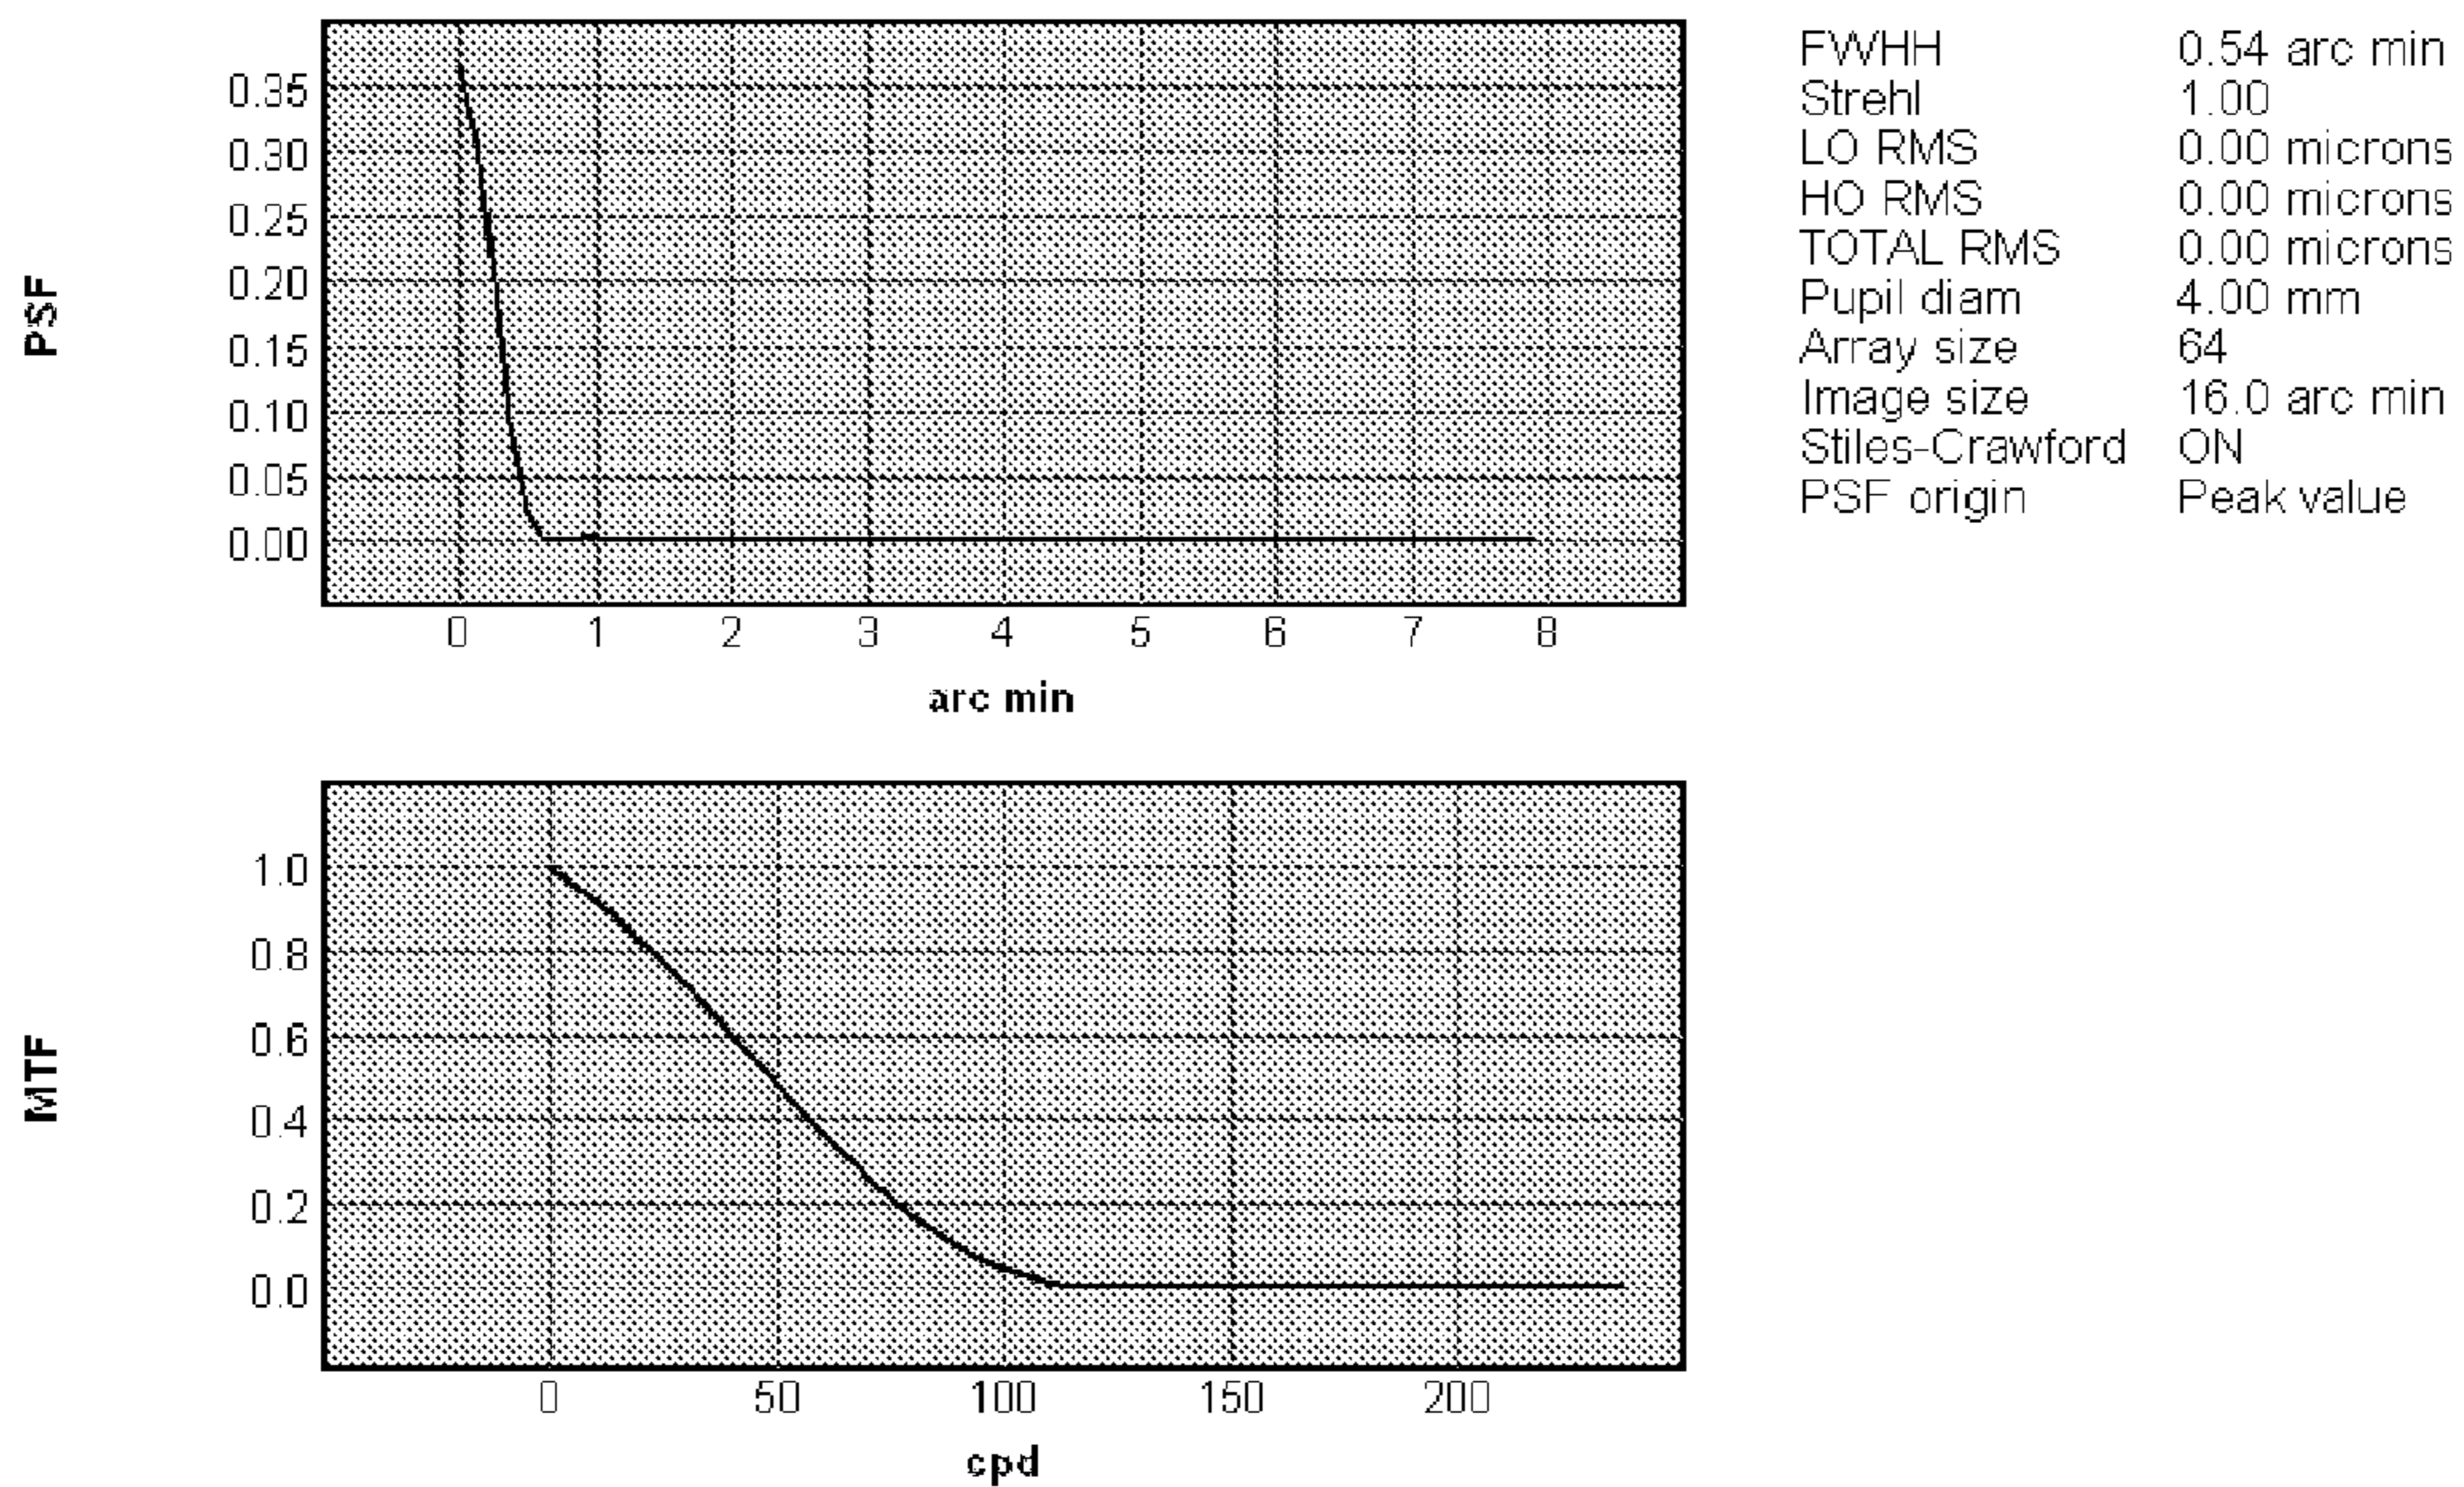 PSF
0.35
0.30
0.25
0.20
0.15
0.10
0.05
0.00
0 1 2 3 4 5 6 7 8
arc min
FWHH 0.54 arc min
Strehl 1.00
LO RMS 0.00 microns
HO RMS 0.00 microns
TOTAL RMS 0.00 microns
Pupil diam 4.00 mm
Array size 64
Image size 16.0 arc min
Stiles-Crawford ON
PSF origin Peak value
MTF
1.0
0.8
0.6
0.4
0.2
0.0
0 50 100 150 200
cpd